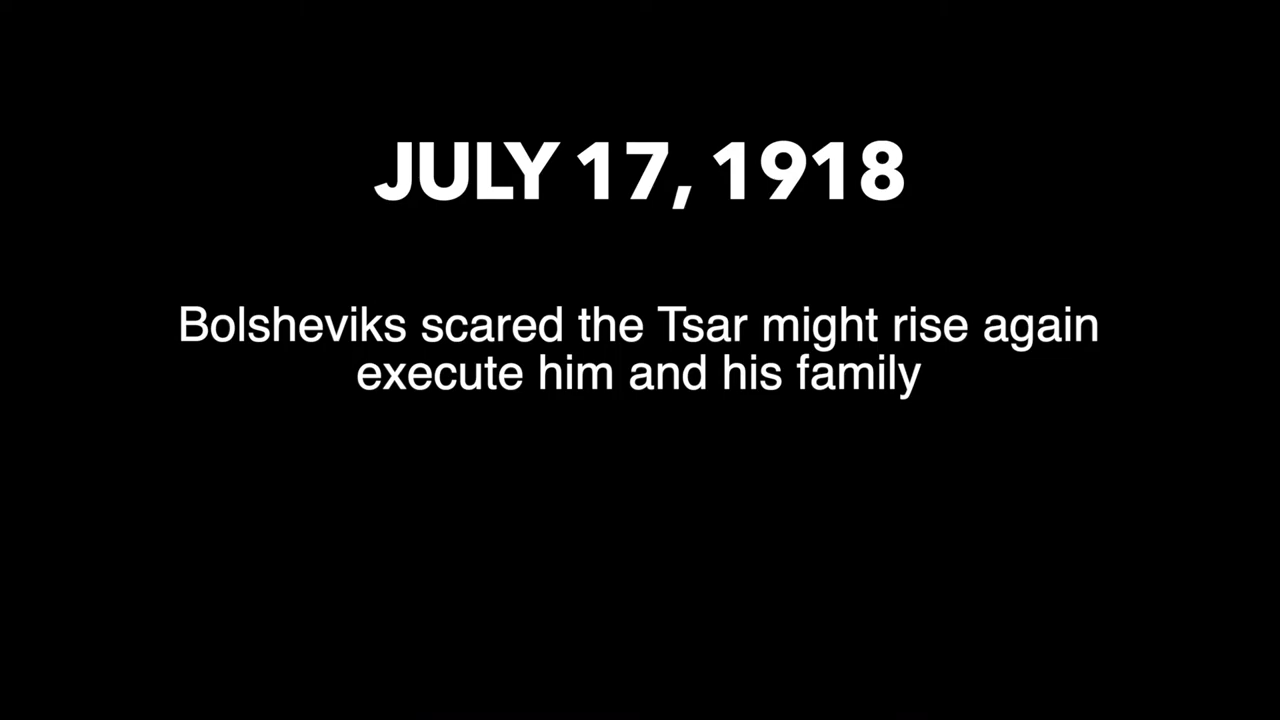 JULY 17, 1918
Bolsheviks scared the Tsar might rise again
execute him and his family